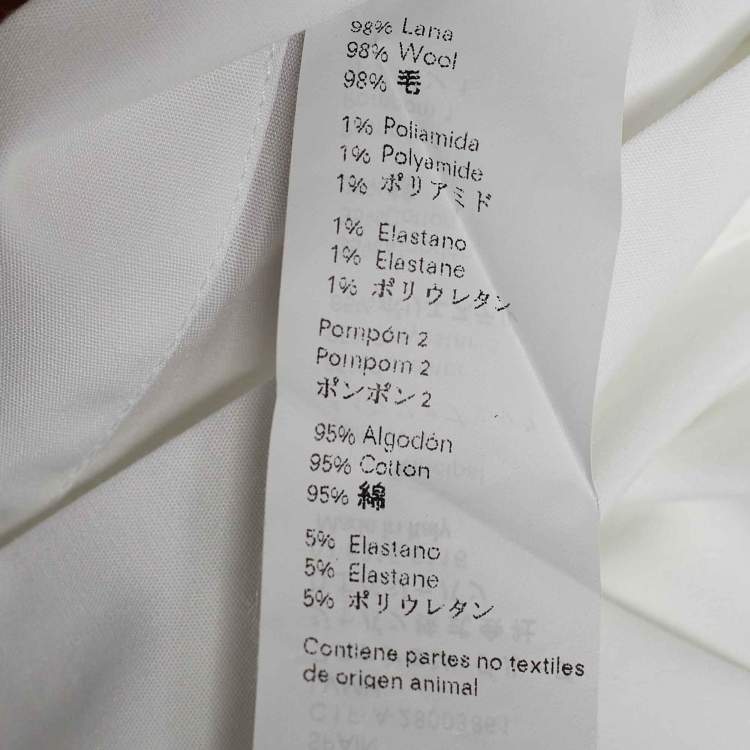 98% Lana
98% Wool
98% 毛
1% Poliamida
1% Polyamide
1% ポリアミド
1% Elastano
1% Elastane
1% ポリウレタン
Pompón 2
Pompom 2
ポンポン 2
95% Algodón
95% Cotton
95% 綿
5% Elastano
5% Elastane
5% ポリウレタン
Contiene partes no textiles
de origen animal